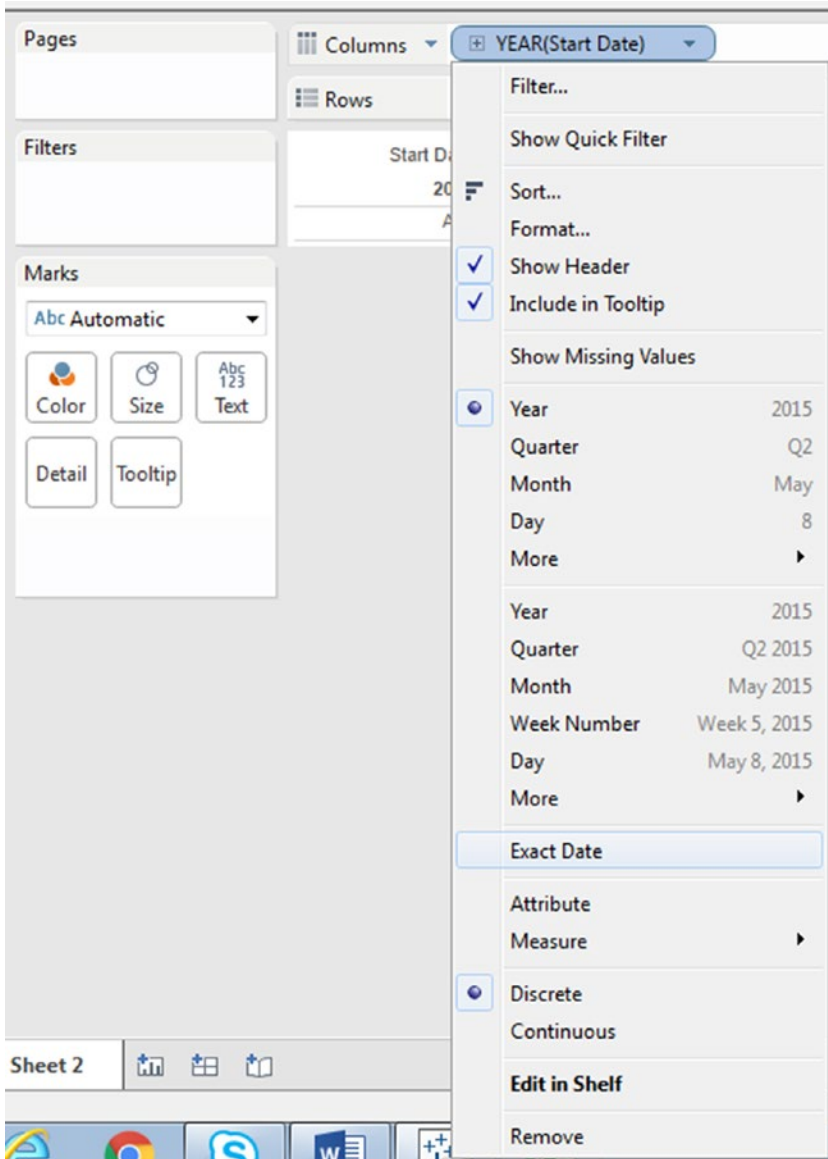 Pages
Columns
YEAR(Start Date)
Rows
Filters
Start Da
20
A
Marks
Abc Automatic
Color
Size
Abc
123
Text
Detail
Tooltip
Filter...
Show Quick Filter
Sort...
Format...
Show Header
Include in Tooltip
Show Missing Values
Year 2015
Quarter Q2
Month May
Day 8
More
Year 2015
Quarter Q2 2015
Month May 2015
Week Number Week 5, 2015
Day May 8, 2015
More
Exact Date
Attribute
Measure
Discrete
Continuous
Edit in Shelf
Remove
Sheet 2